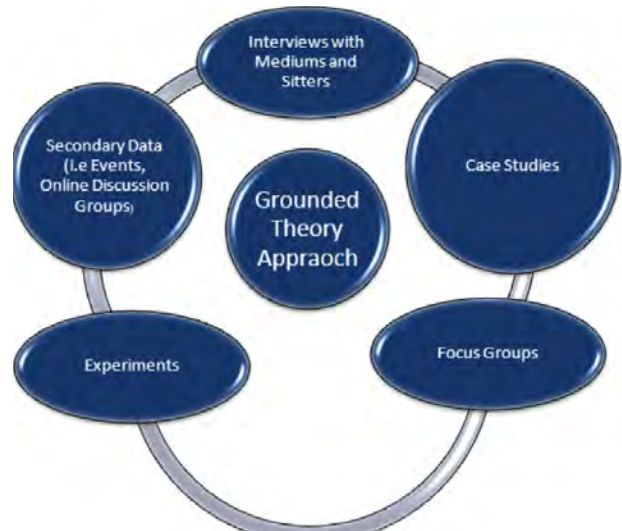 Interviews with
Mediums and
Sitters
Secondary Data
(I.e Events,
Online Discussion
Groups)
Case Studies
Grounded
Theory
Appraoch
Experiments
Focus Groups